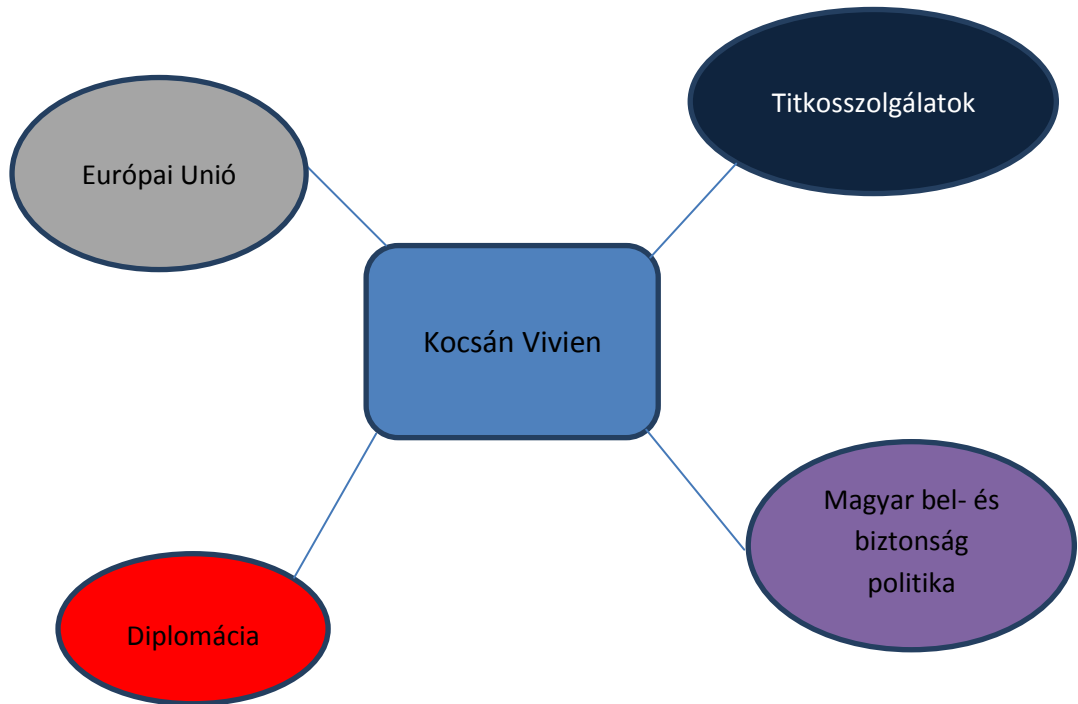 Titkosszolgálatok
Európai Unió
Kocsán Vivien
Magyar bel- és
biztonság
politika
Diplomácia